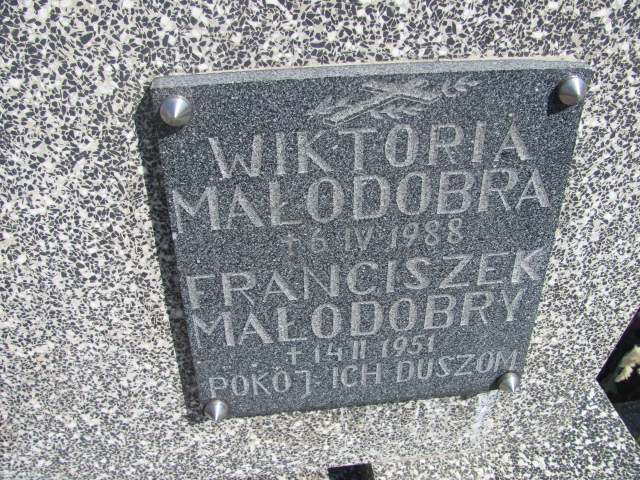 WIKTORIA
MAŁODOBRA
+ 6 IV 1988
FRANCISZEK
MAŁODOBRY
+ 14 II 1951
POKÓJ ICH DUSZOM